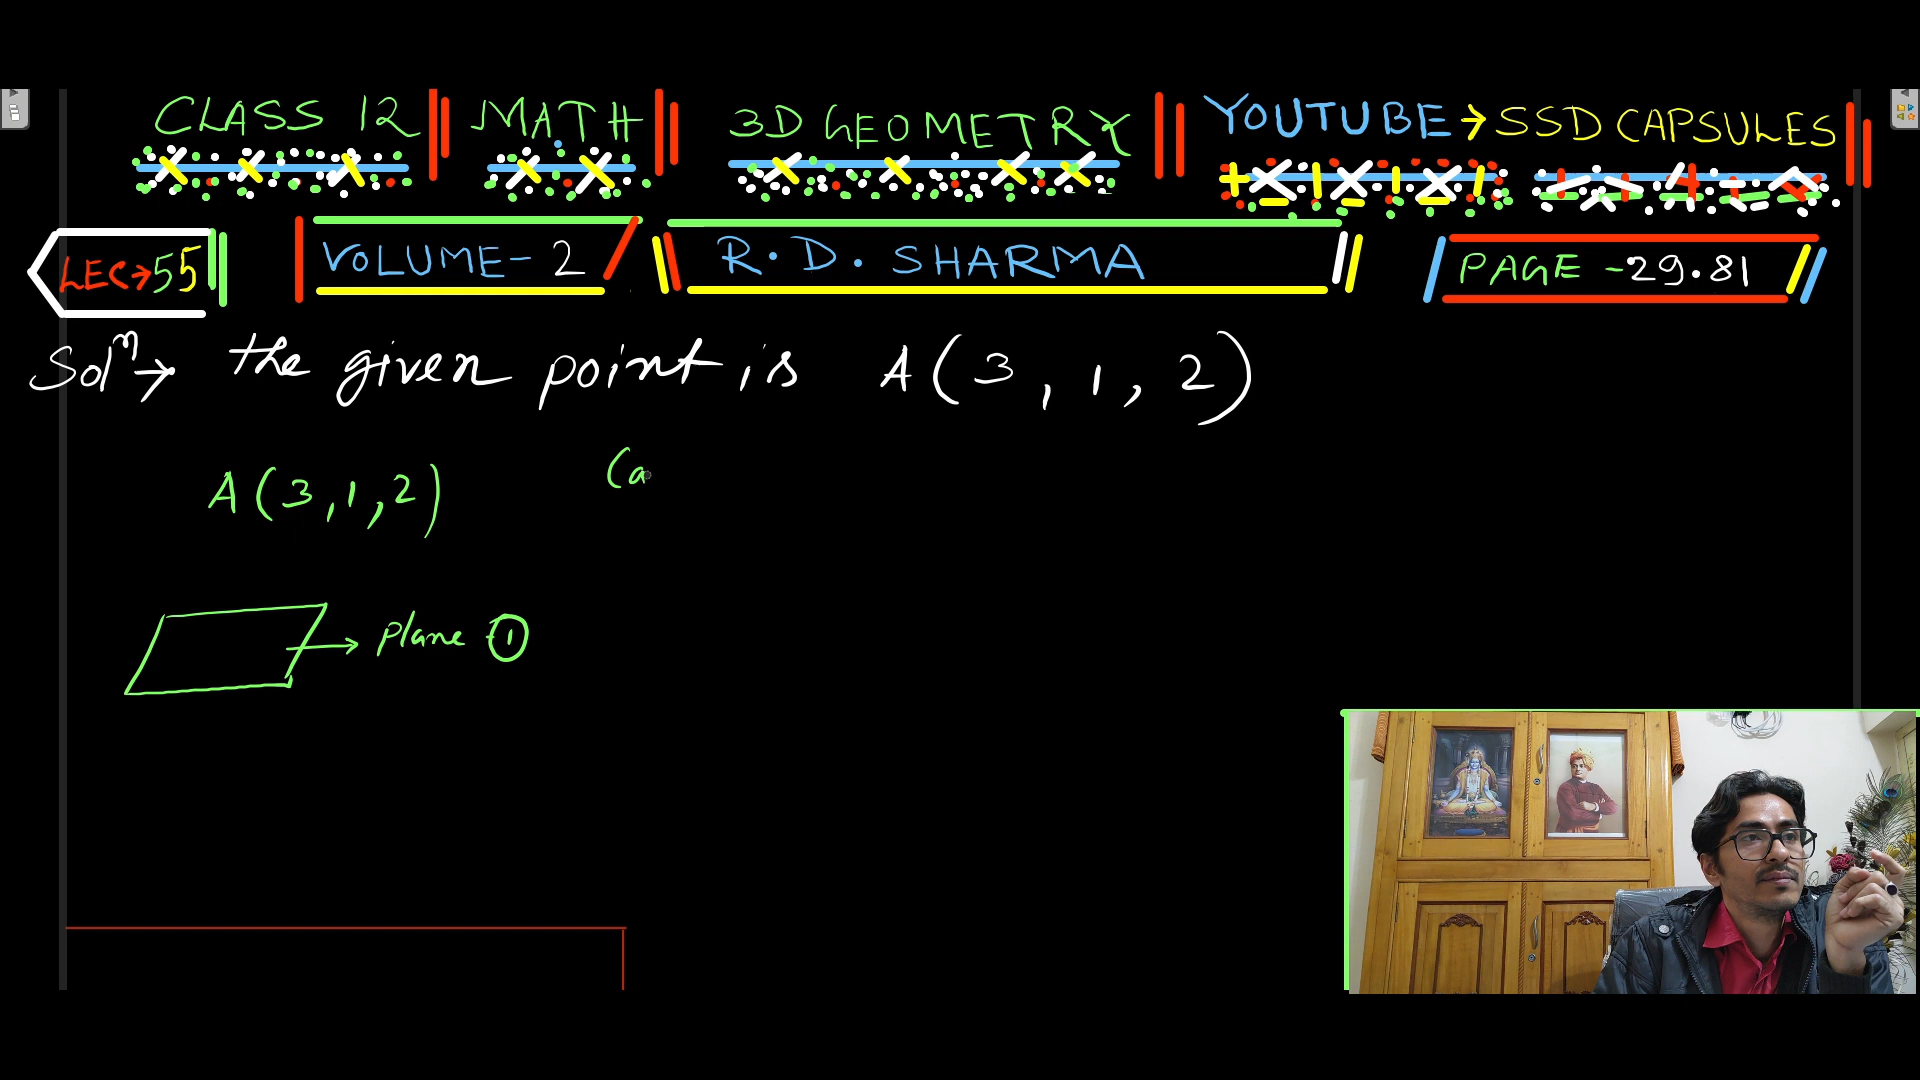 CLASS 12 || MATH || 3D GEOMETRY || YOUTUBE → SSD CAPSULES
LEC→55
VOLUME- 2
R. D. SHARMA
PAGE -29.81
Solⁿ→ the given point is A(3, 1, 2)
A(3,1,2) (a
→ plane ①